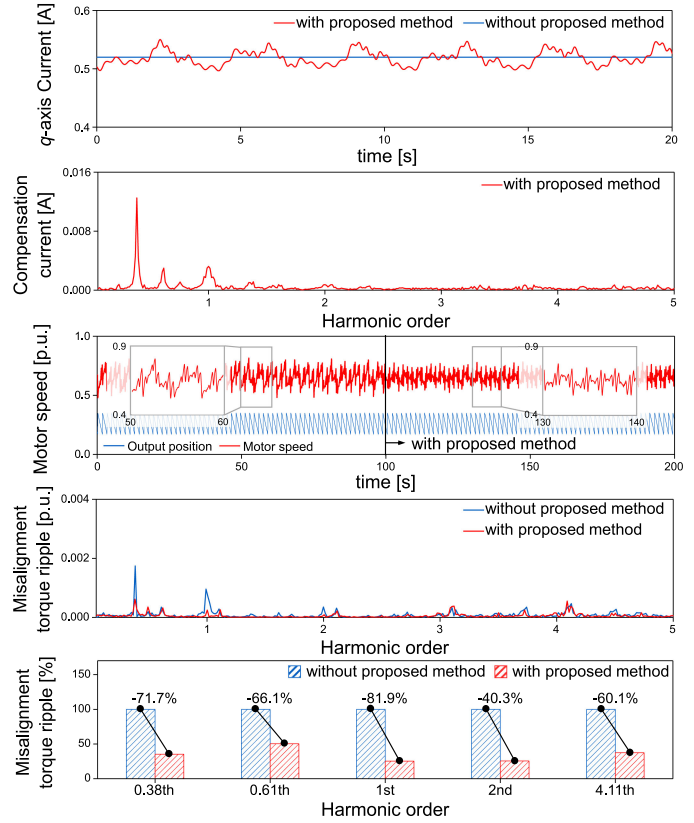 0.6
with proposed method
without proposed method
q-axis Current [A]
0.5
0.4
0
5
10
15
20
time [s]
0.016
with proposed method
Compensation
current [A]
0.008
0.000
0
1
2
3
4
5
Harmonic order
1.0
0.9
0.9
Motor speed [p.u.]
0.5
0.4
0.4
50
60
130
140
Output position
Motor speed
with proposed method
0.0
0
50
100
150
200
time [s]
0.004
without proposed method
with proposed method
Misalignment
torque ripple [p.u.]
0.002
0.000
1
2
3
4
5
Harmonic order
without proposed method
with proposed method
Misalignment
torque ripple [%]
150
100
50
0
-71.7%
-66.1%
-81.9%
-40.3%
-60.1%
0.38th
0.61th
1st
2nd
4.11th
Harmonic order